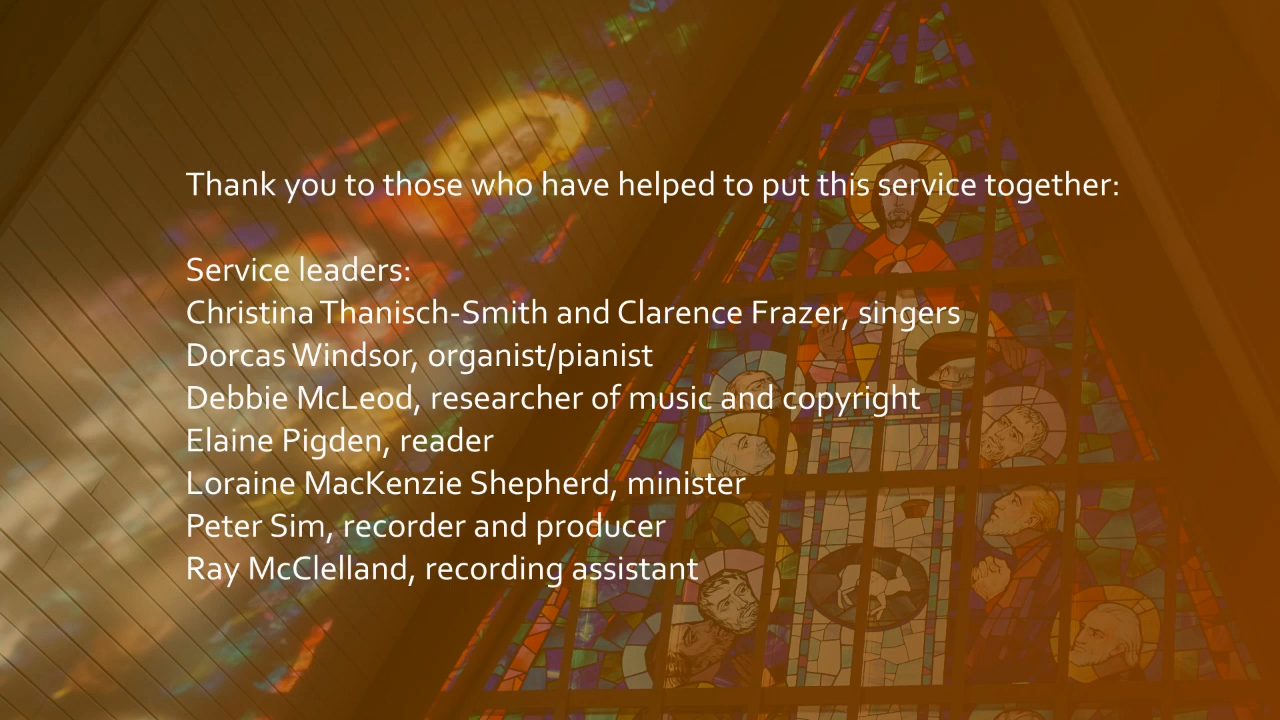 Thank you to those who have helped to put this service together:
Service leaders:
Christina Thanisch-Smith and Clarence Frazer, singers
Dorcas Windsor, organist/pianist
Debbie McLeod, researcher of music and copyright
Elaine Pigden, reader
Loraine MacKenzie Shepherd, minister
Peter Sim, recorder and producer
Ray McClelland, recording assistant